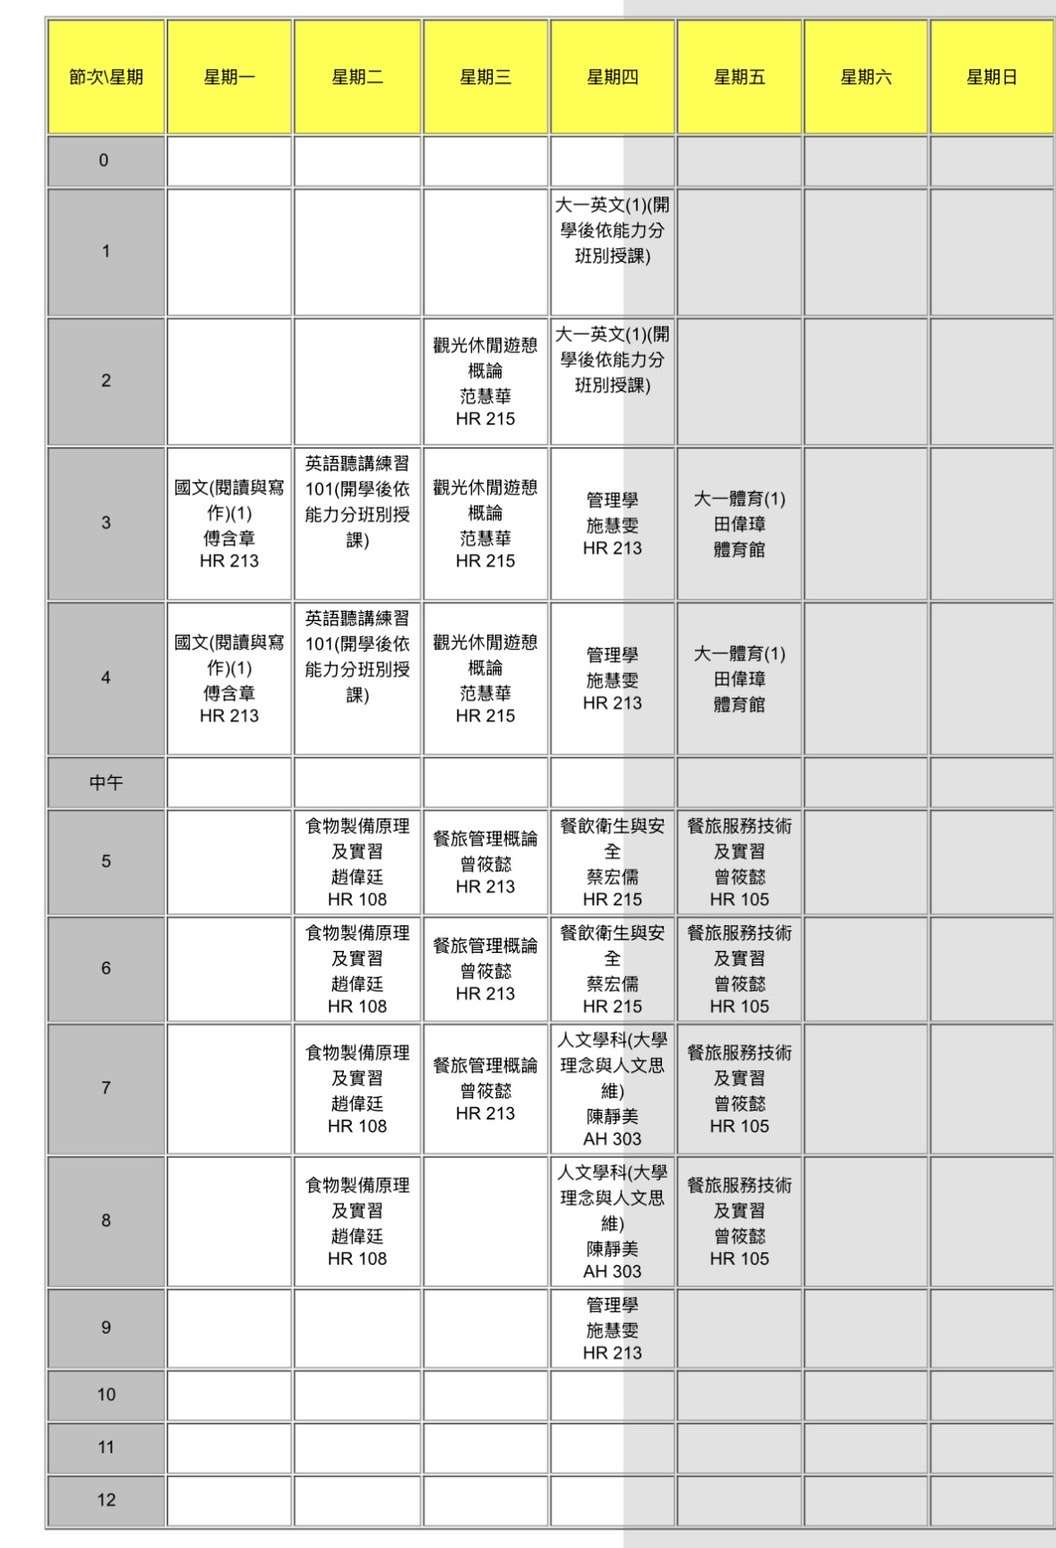 節次\星期 星期一 星期二 星期三 星期四 星期五 星期六 星期日
0
1
大一英文(1)(開
學後依能力分
班別授課)
2
觀光休閒遊憩
概論
范慧華
HR 215
大一英文(1)(開
學後依能力分
班別授課)
3
國文(閱讀與寫
作)(1)
傅含章
HR 213
英語聽講練習
101(開學後依
能力分班別授
課)
觀光休閒遊憩
概論
范慧華
HR 215
管理學
施慧雯
HR 213
大一體育(1)
田偉璋
體育館
4
國文(閱讀與寫
作)(1)
傅含章
HR 213
英語聽講練習
101(開學後依
能力分班別授
課)
觀光休閒遊憩
概論
范慧華
HR 215
管理學
施慧雯
HR 213
大一體育(1)
田偉璋
體育館
中午
5
食物製備原理
及實習
趙偉廷
HR 108
餐旅管理概論
曾筱懿
HR 213
餐飲衛生與安
全
蔡宏儒
HR 215
餐旅服務技術
及實習
曾筱懿
HR 105
6
食物製備原理
及實習
趙偉廷
HR 108
餐旅管理概論
曾筱懿
HR 213
餐飲衛生與安
全
蔡宏儒
HR 215
餐旅服務技術
及實習
曾筱懿
HR 105
7
食物製備原理
及實習
趙偉廷
HR 108
餐旅管理概論
曾筱懿
HR 213
人文學科(大學
理念與人文思
維)
陳靜美
AH 303
餐旅服務技術
及實習
曾筱懿
HR 105
8
食物製備原理
及實習
趙偉廷
HR 108
人文學科(大學
理念與人文思
維)
陳靜美
AH 303
餐旅服務技術
及實習
曾筱懿
HR 105
9
管理學
施慧雯
HR 213
10
11
12